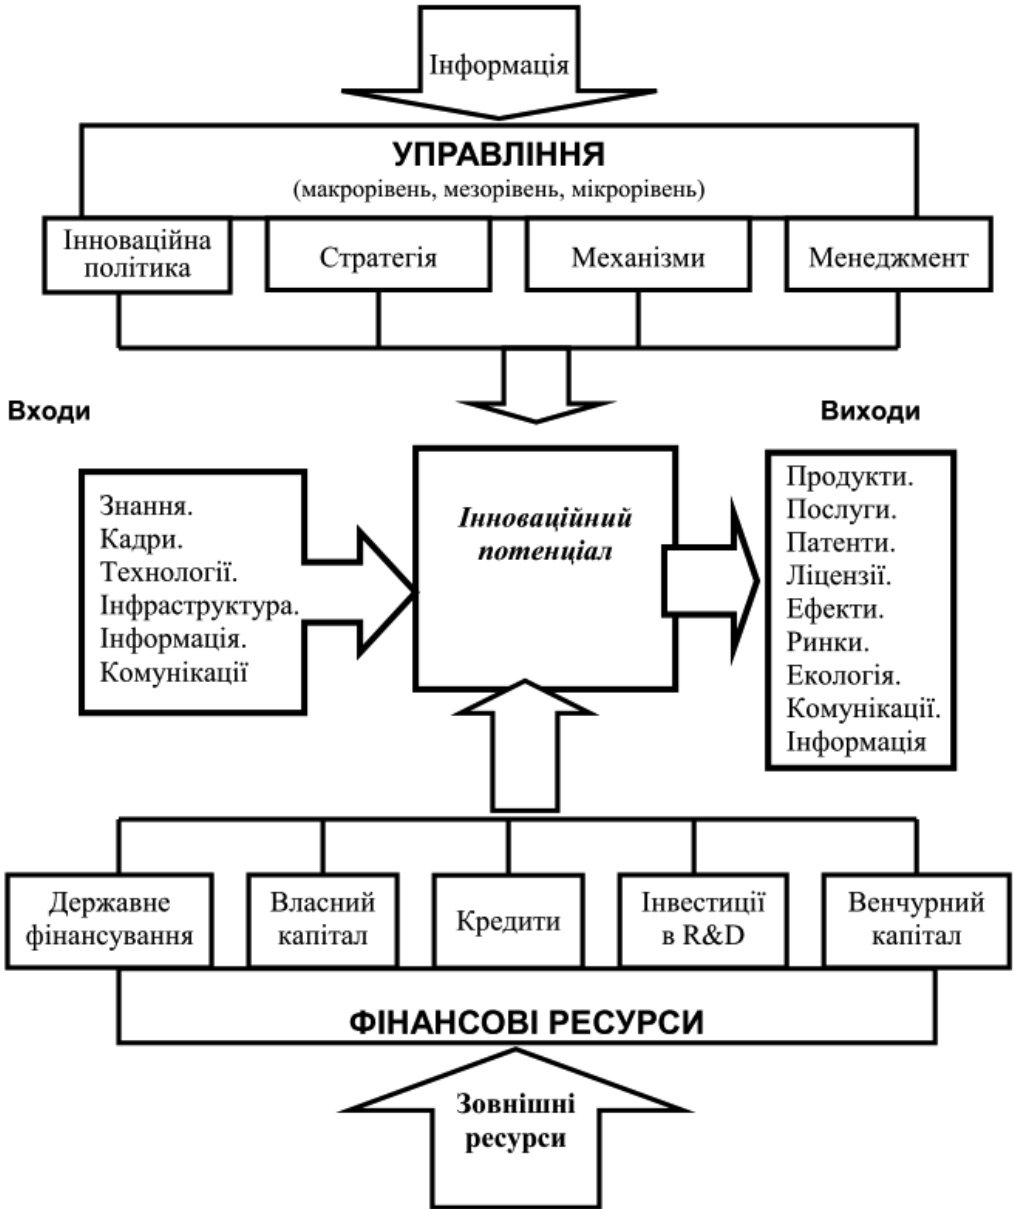 Інформація
УПРАВЛІННЯ
(макрорівень, мезорівень, мікрорівень)
Інноваційна
політика
Стратегія
Механізми
Менеджмент
Входи
Виходи
Знання.
Кадри.
Технології.
Інфраструктура.
Інформація.
Комунікації
Інноваційний
потенціал
Продукти.
Послуги.
Патенти.
Ліцензії.
Ефекти.
Ринки.
Екологія.
Комунікації.
Інформація
Державне
фінансування
Власний
капітал
Кредити
Інвестиції
в R&D
Венчурний
капітал
ФІНАНСОВІ РЕСУРСИ
Зовнішні
ресурси